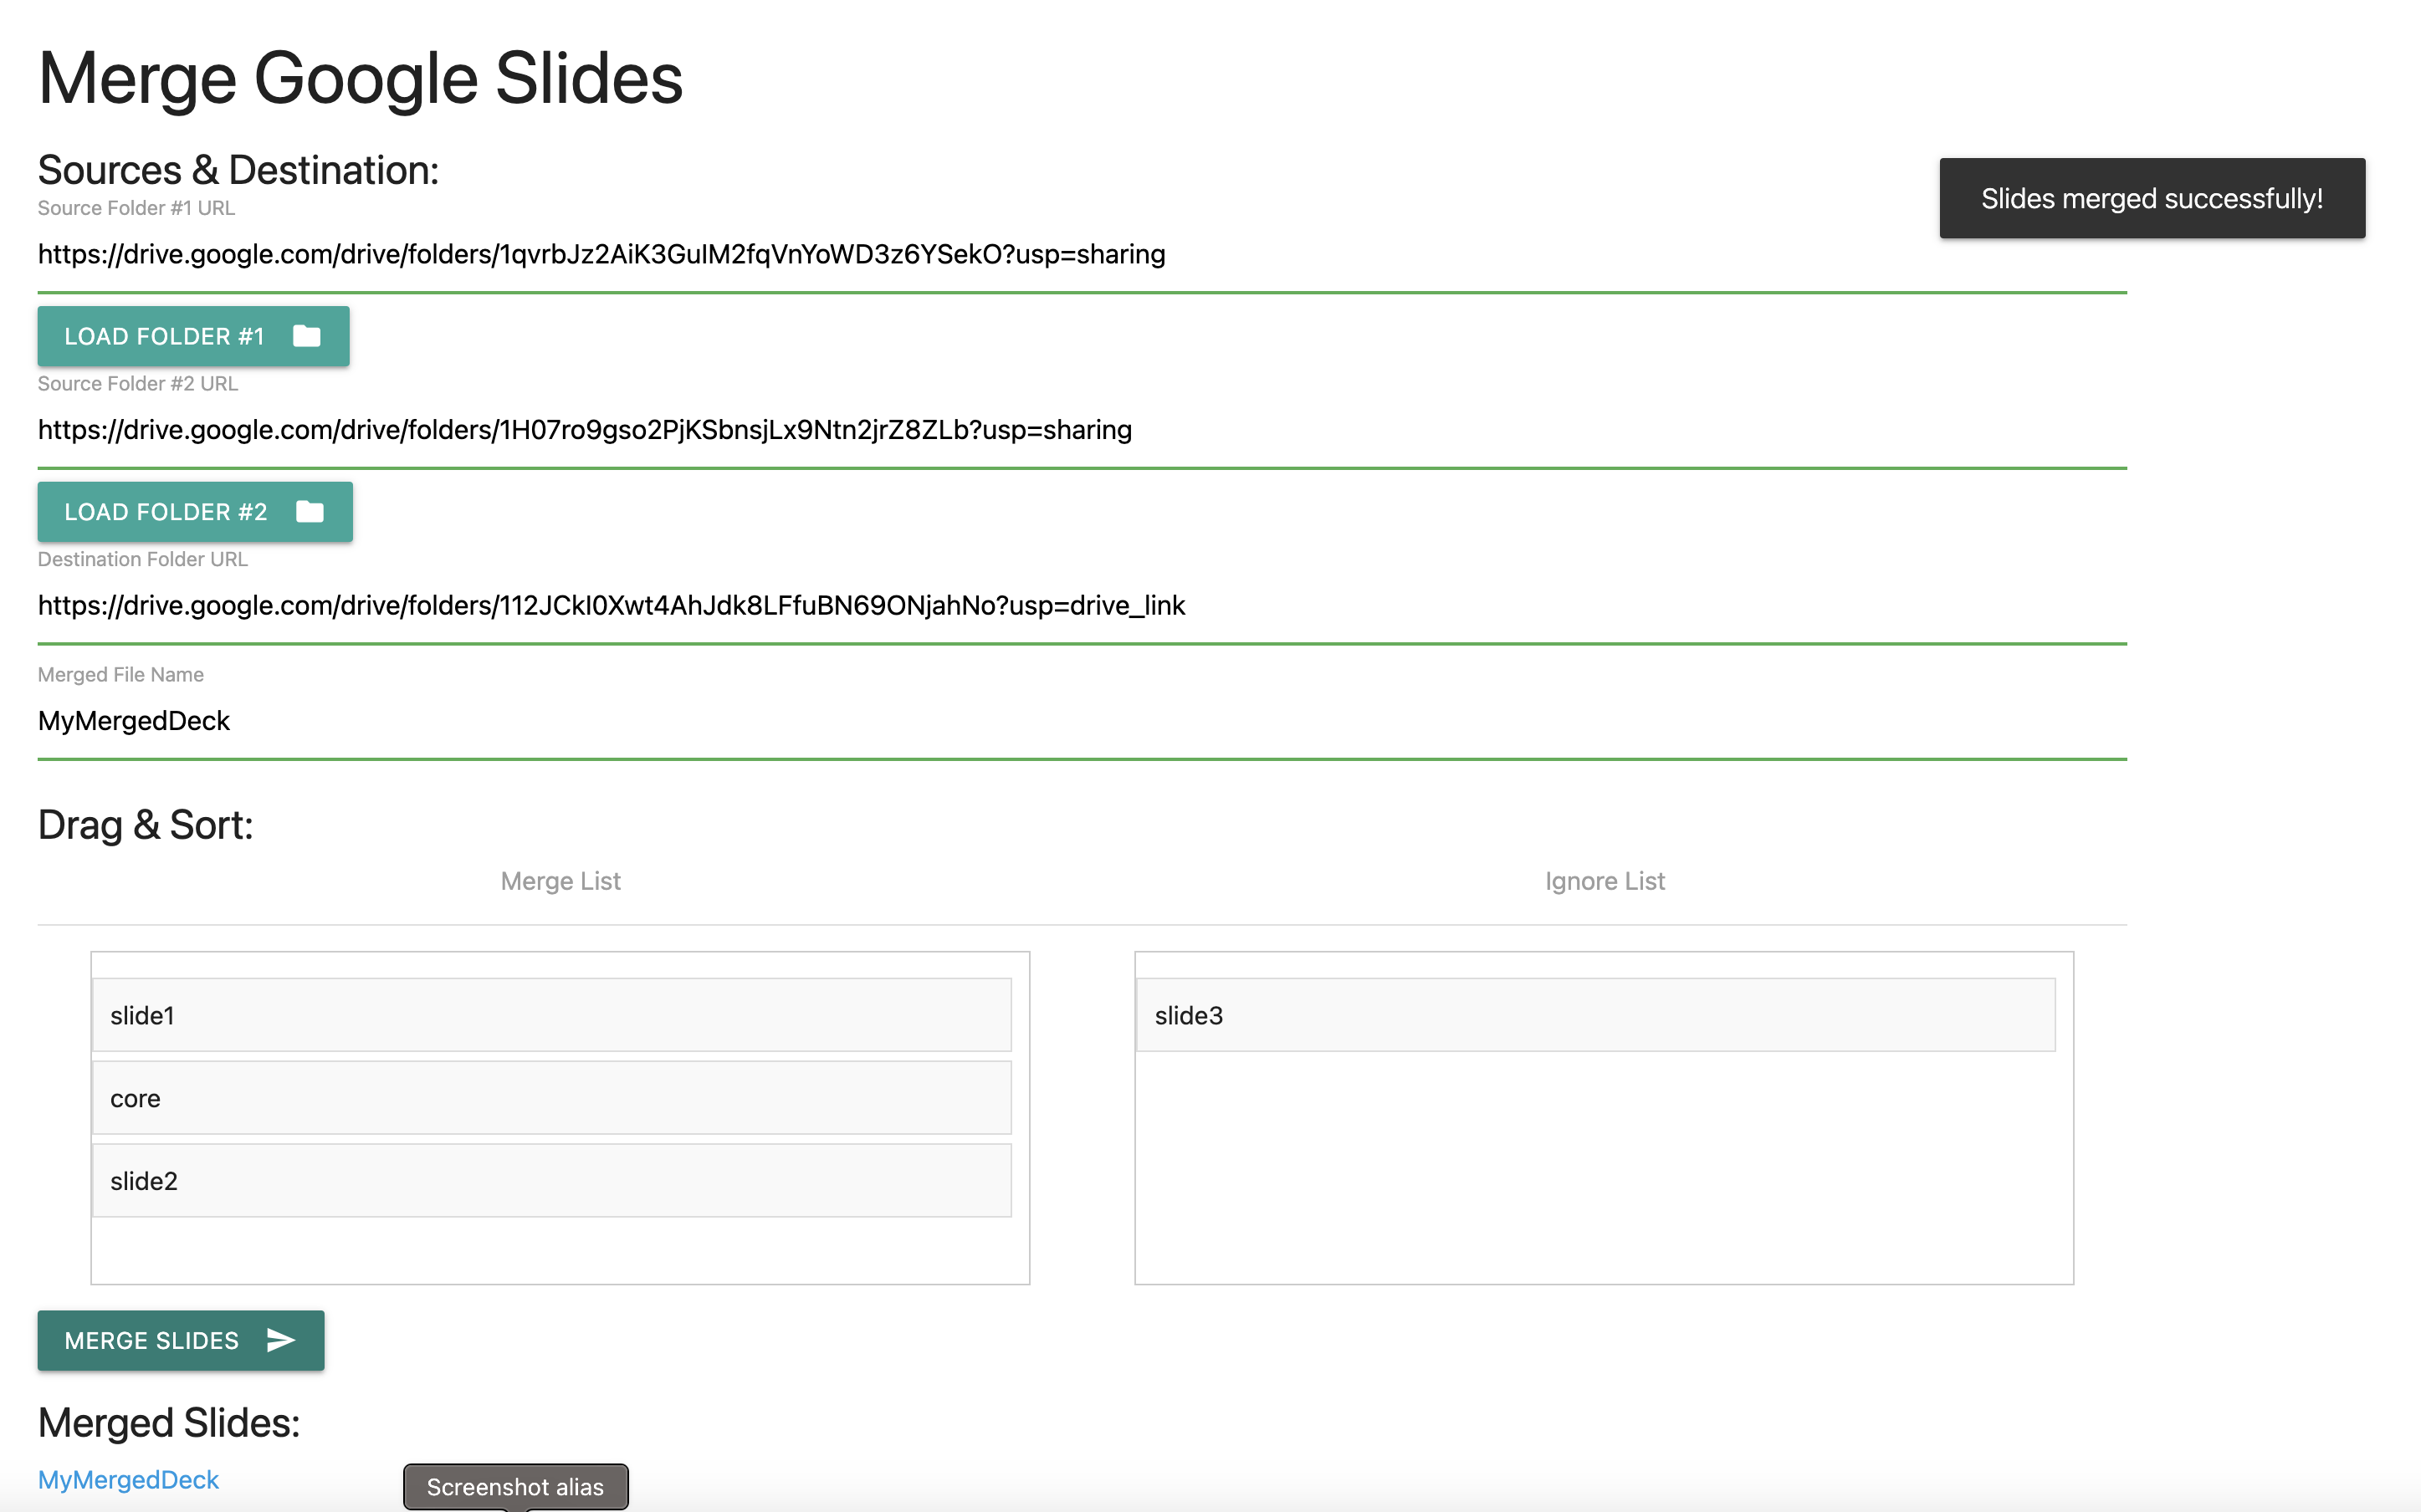 Merge Google Slides
Sources & Destination:
Slides merged successfully!
Source Folder #1 URL
https://drive.google.com/drive/folders/1qvrbJz2AiK3GuIM2fqVnYoWD3z6YSekO?usp=sharing
LOAD FOLDER #1
Source Folder #2 URL
https://drive.google.com/drive/folders/1H07ro9gso2PjKSbnsjLx9Ntn2jrZ8ZLb?usp=sharing
LOAD FOLDER #2
Destination Folder URL
https://drive.google.com/drive/folders/112JCkI0Xwt4AhJdk8LFfuBN69ONjahNo?usp=drive_link
Merged File Name
MyMergedDeck
Drag & Sort:
Merge List
Ignore List
slide1
slide3
core
slide2
MERGE SLIDES
Merged Slides:
MyMergedDeck
Screenshot alias